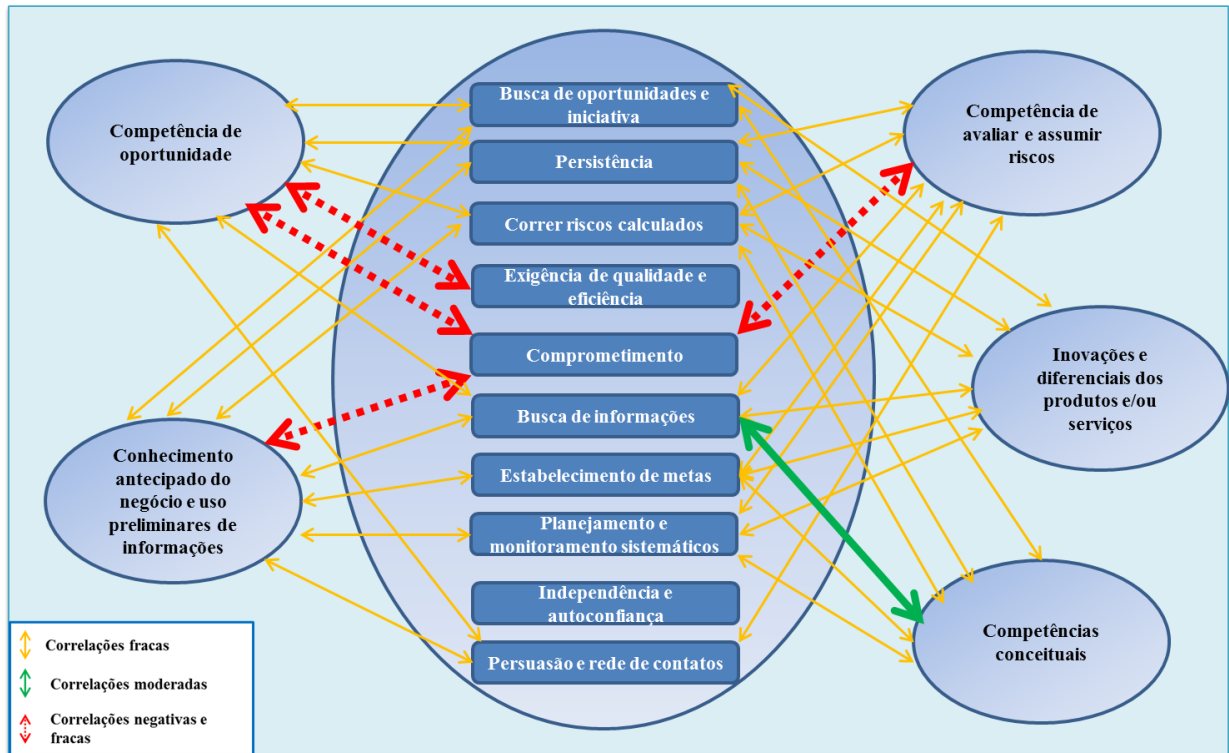 Competência de
oportunidade
Conhecimento
antecipado do
negócio e uso
preliminares de
informações
Busca de oportunidades e
iniciativa
Persistência
Correr riscos calculados
Exigência de qualidade e
eficiência
Comprometimento
Busca de informações
Estabelecimento de metas
Planejamento e
monitoramento sistemáticos
Independência e
autoconfiança
Persuasão e rede de contatos
Competência de
avaliar e assumir
riscos
Inovações e
diferenciais dos
produtos e/ou
serviços
Competências
conceituais
Correlações fracas
Correlações moderadas
Correlações negativas e
fracas